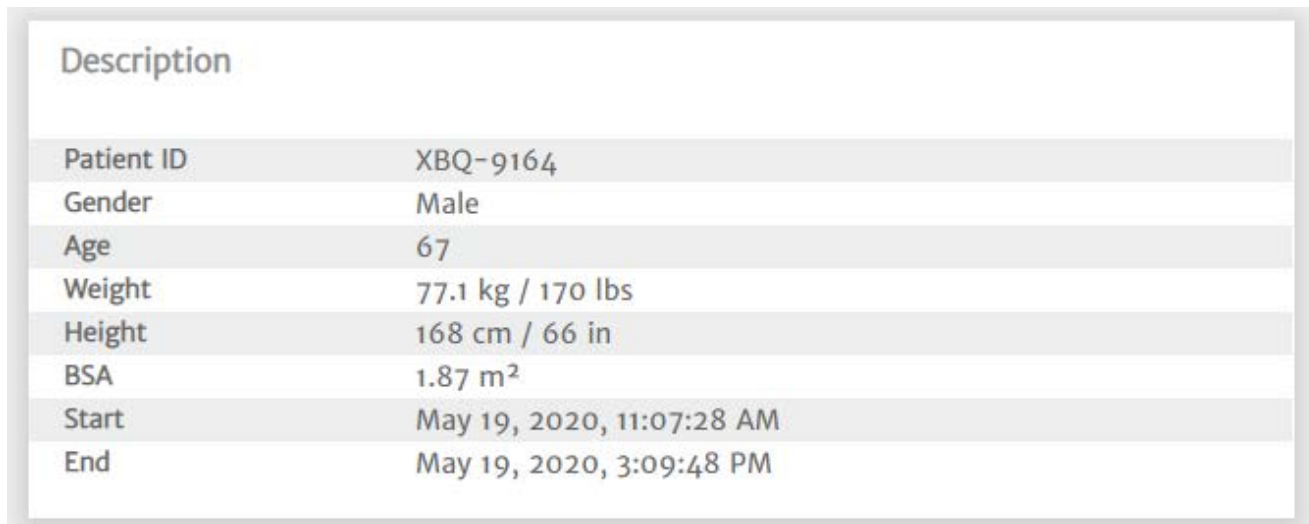 Description
Patient ID XBQ-9164
Gender Male
Age 67
Weight 77.1 kg / 170 lbs
Height 168 cm / 66 in
BSA 1.87 m²
Start May 19, 2020, 11:07:28 AM
End May 19, 2020, 3:09:48 PM